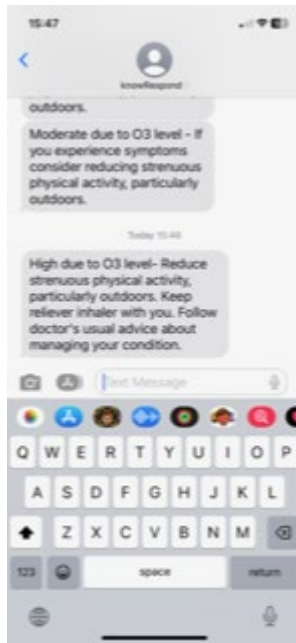 15:47
knowRespond
outdoors.
Moderate due to O3 level - If
you experience symptoms
consider reducing strenuous
physical activity, particularly
outdoors.
Today 15:46
High due to O3 level- Reduce
strenuous physical activity,
particularly outdoors. Keep
reliever inhaler with you. Follow
doctor's usual advice about
managing your condition.
Text Message
Q W E R T Y U I O P
A S D F G H J K L
Z X C V B N M
123 space return